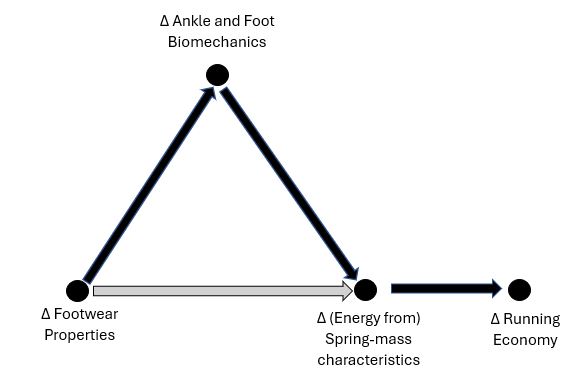 Δ Ankle and Foot
Biomechanics
Δ Footwear
Properties
Δ (Energy from)
Spring-mass
characteristics
Δ Running
Economy